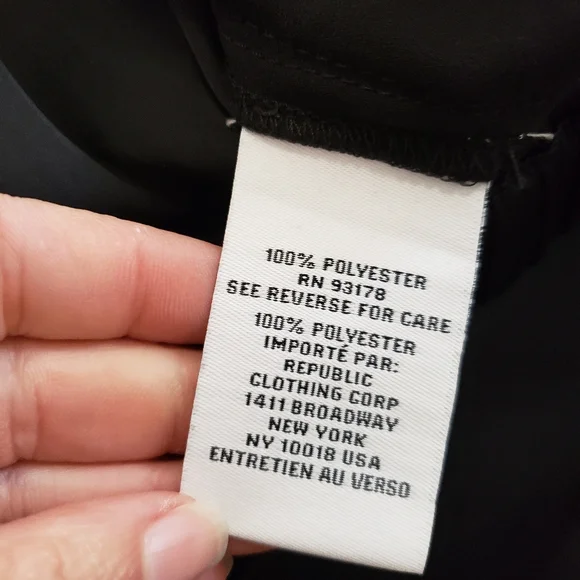 100% POLYESTER
RN 93178
SEE REVERSE FOR CARE
100% POLYESTER
IMPORTÉ PAR:
REPUBLIC
CLOTHING CORP
1411 BROADWAY
NEW YORK
NY 10018 USA
ENTRETIEN AU VERSO